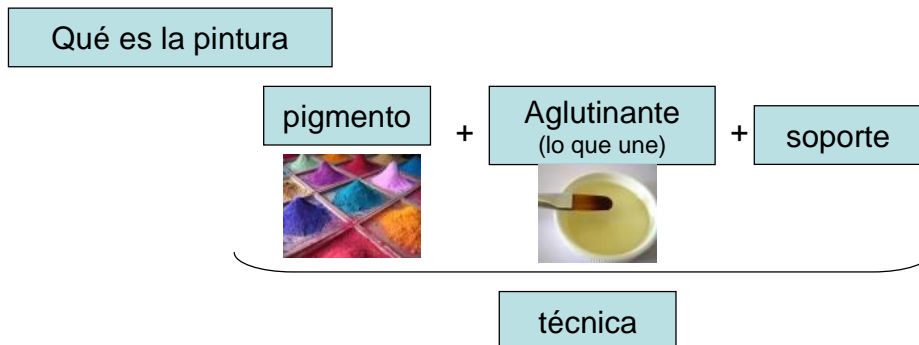 Qué es la pintura
pigmento + Aglutinante + soporte
(lo que une)
técnica